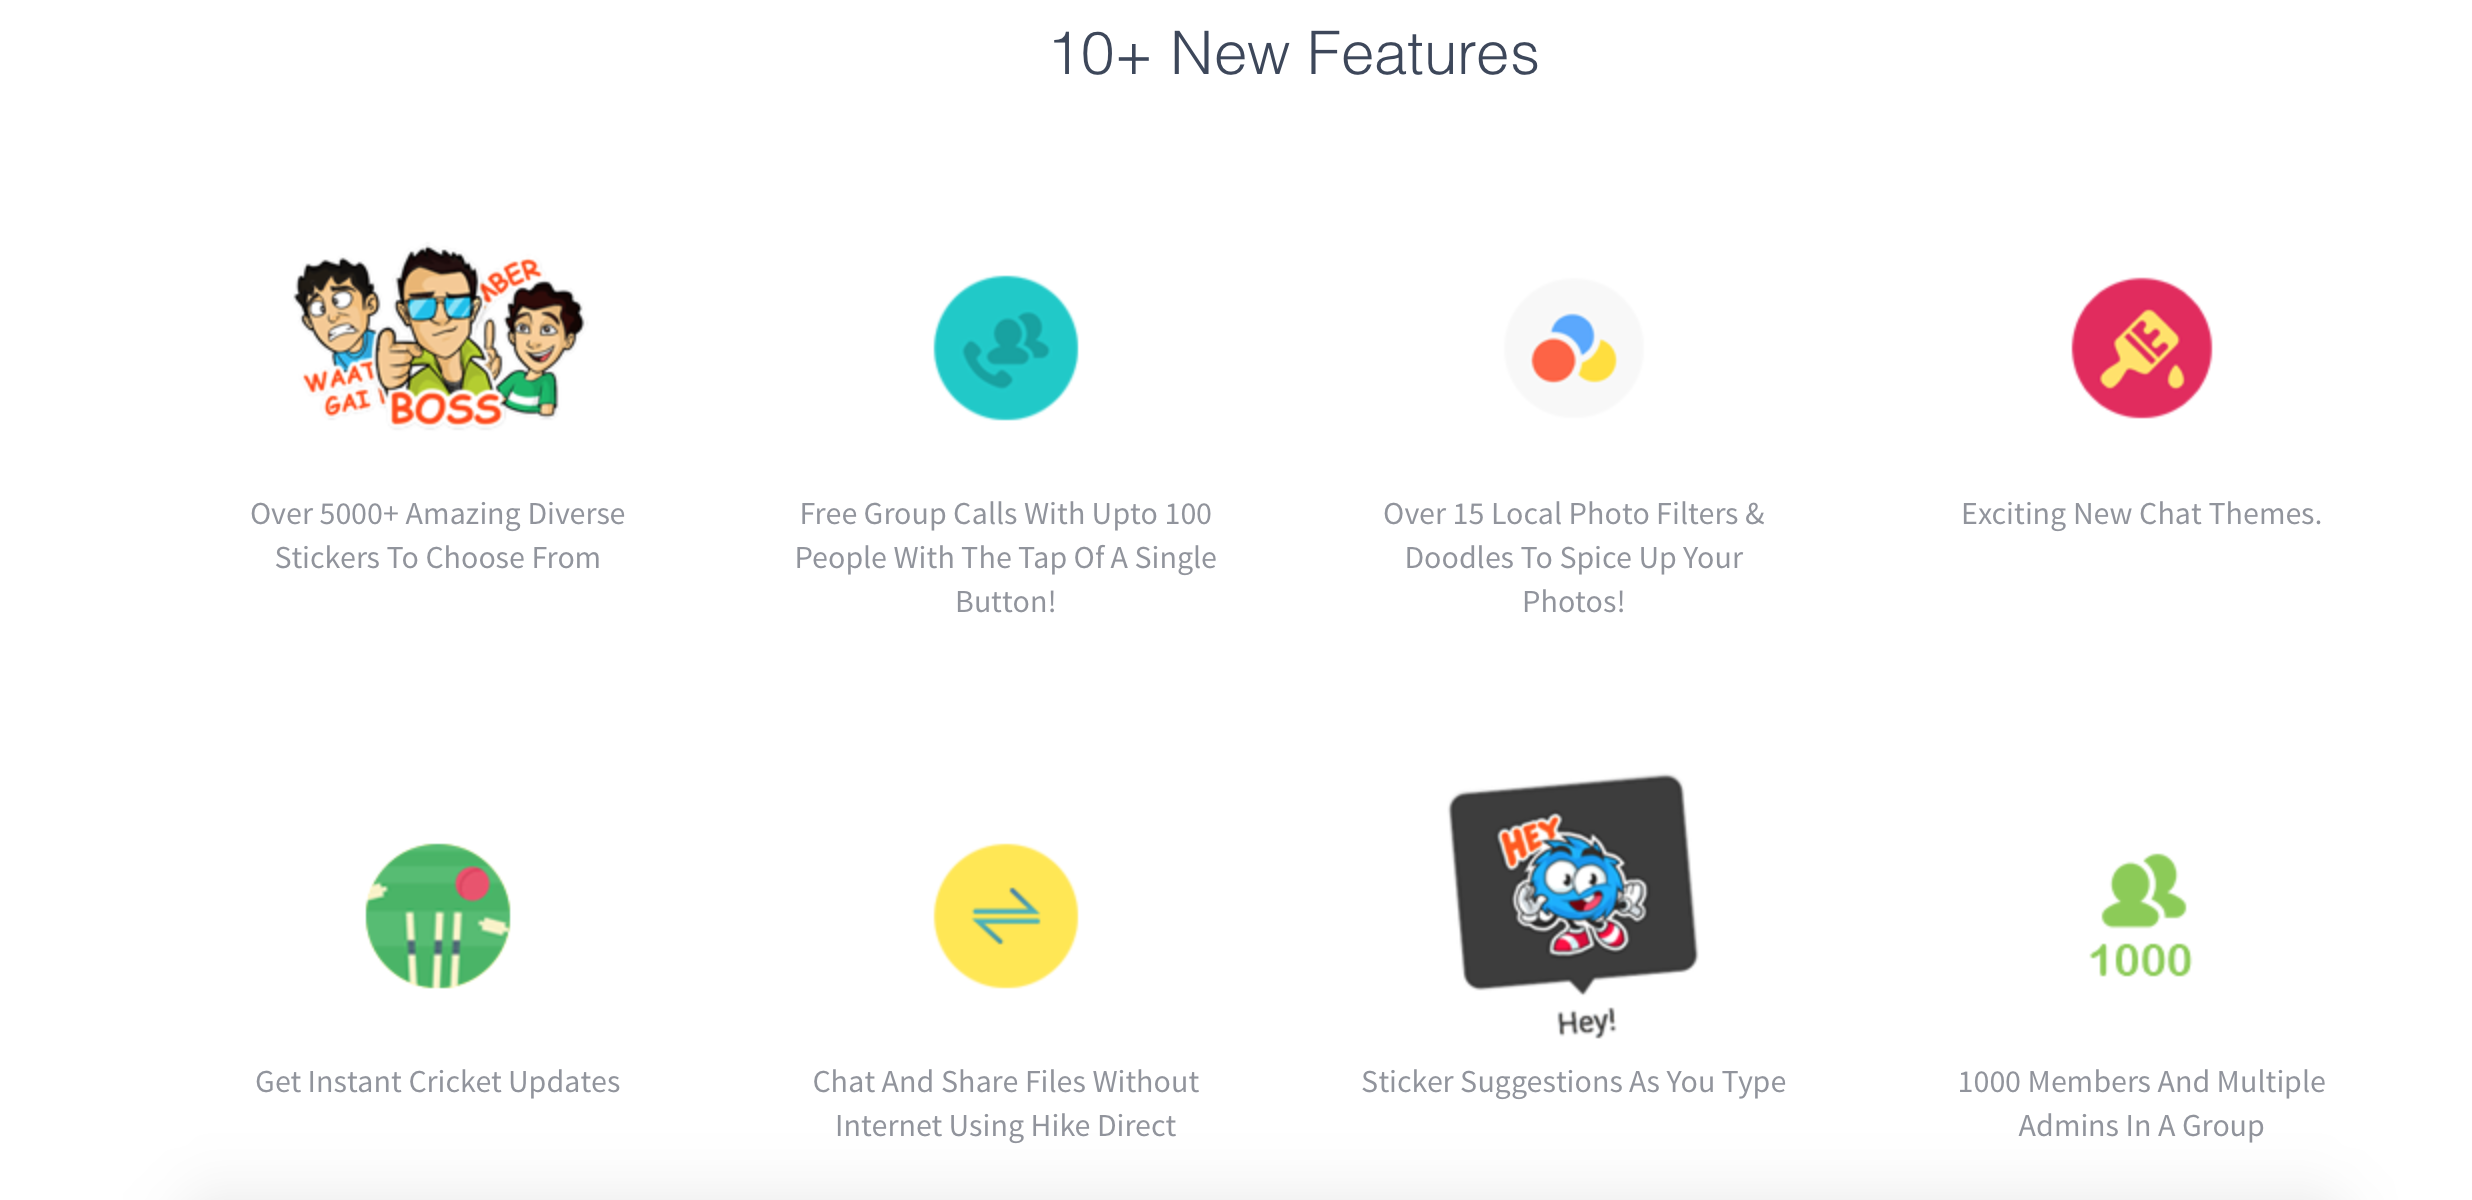 10+ New Features
ABER
WAAT
GAI
BOSS
Over 5000+ Amazing Diverse
Stickers To Choose From
Free Group Calls With Upto 100
People With The Tap Of A Single
Button!
Over 15 Local Photo Filters &
Doodles To Spice Up Your
Photos!
Exciting New Chat Themes.
HEY
Hey!
1000
Get Instant Cricket Updates
Chat And Share Files Without
Internet Using Hike Direct
Sticker Suggestions As You Type
1000 Members And Multiple
Admins In A Group